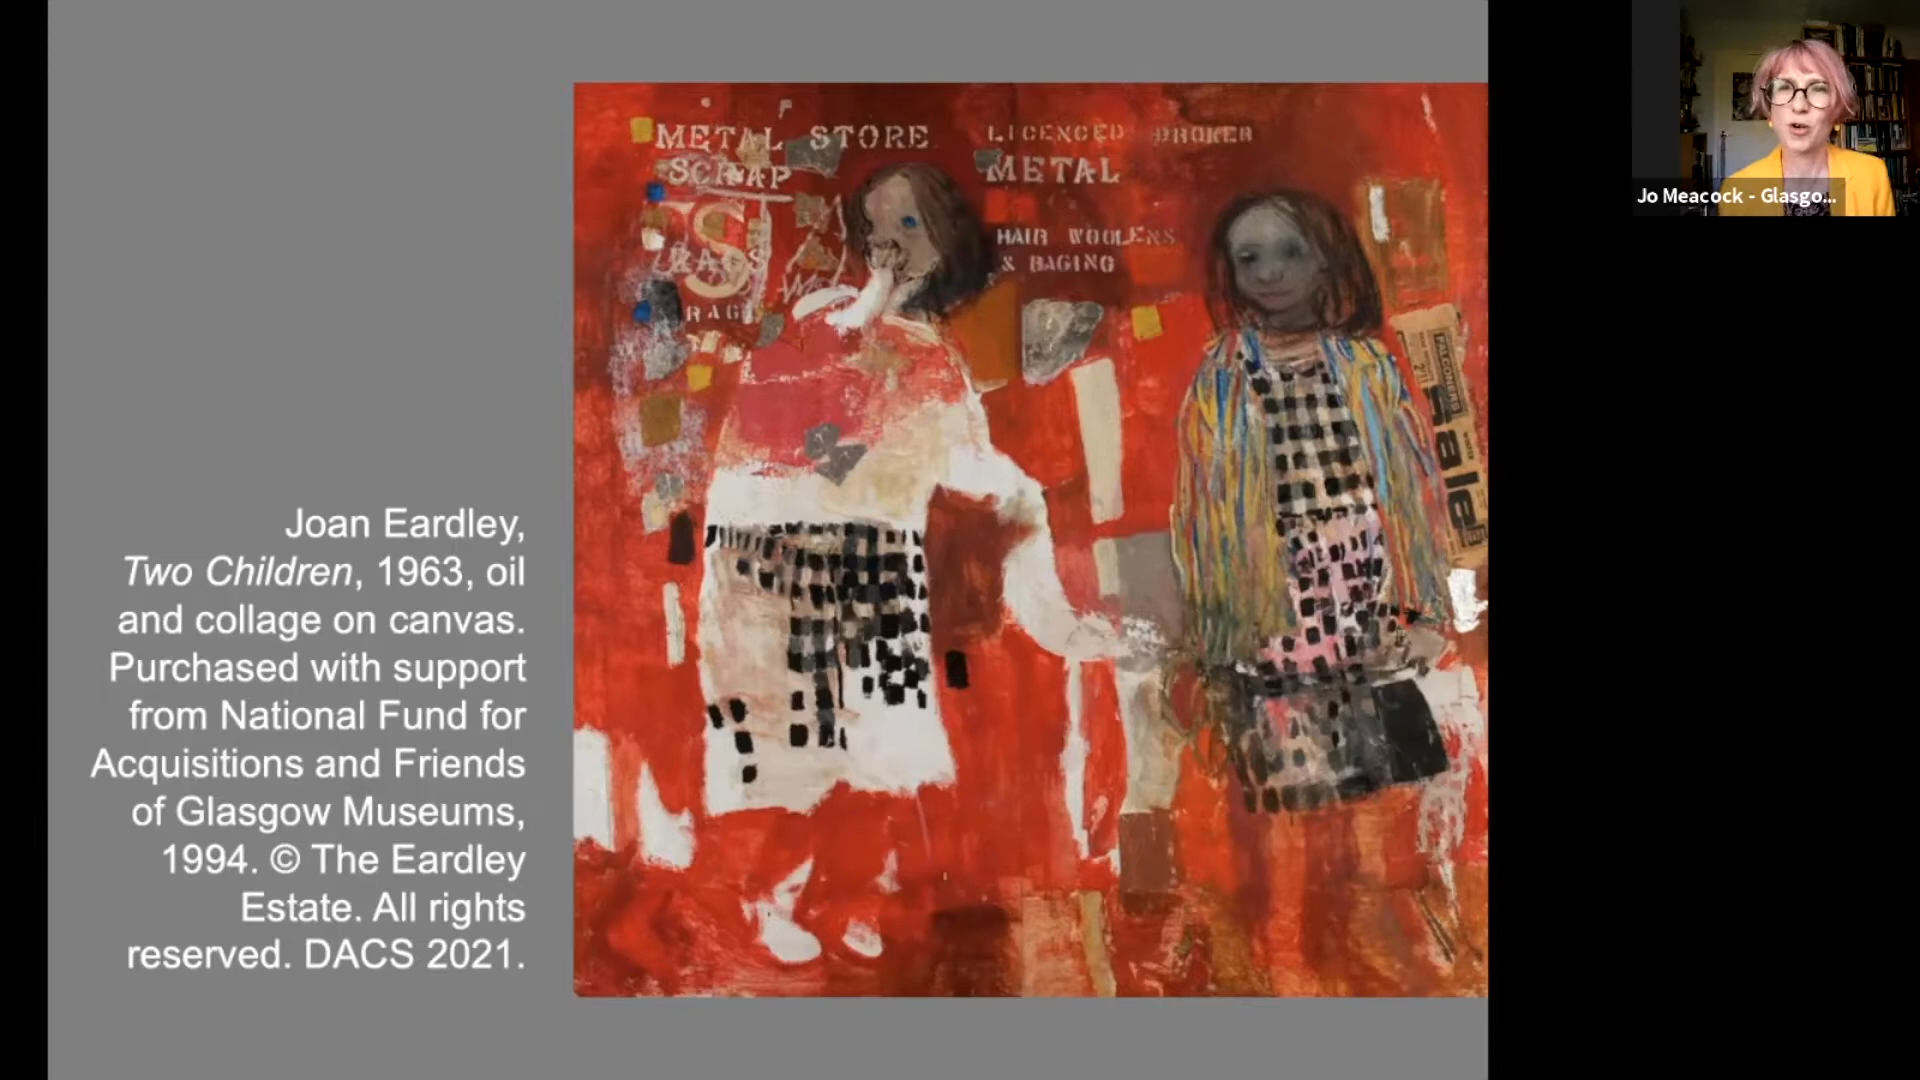 Joan Eardley,
Two Children, 1963, oil
and collage on canvas.
Purchased with support
from National Fund for
Acquisitions and Friends
of Glasgow Museums,
1994. © The Eardley
Estate. All rights
reserved. DACS 2021.
METAL STORE
SCRAP
RAGS
RAGS
LICENCED BROKER
METAL
HAIR WOOLENS
& BAGING
Sale
Jo Meacock - Glasgo...